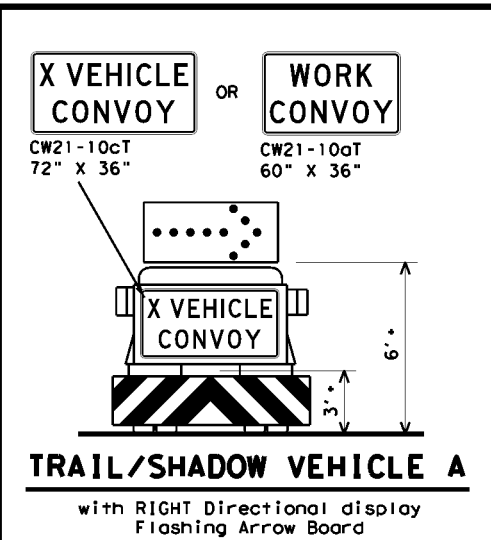 X VEHICLE
CONVOY
OR
WORK
CONVOY
CW21-10cT
72" X 36"
CW21-10aT
60" X 36"
X VEHICLE
CONVOY
6' +
3' +
TRAIL/SHADOW VEHICLE A
with RIGHT Directional display
Flashing Arrow Board